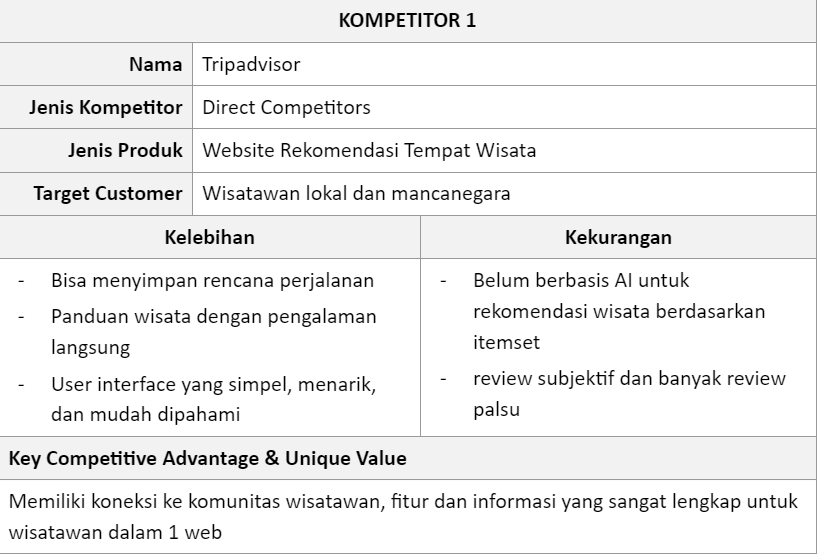 KOMPETITOR 1
Nama Tripadvisor
Jenis Kompetitor Direct Competitors
Jenis Produk Website Rekomendasi Tempat Wisata
Target Customer Wisatawan lokal dan mancanegara
Kelebihan
- Bisa menyimpan rencana perjalanan
- Panduan wisata dengan pengalaman
langsung
- User interface yang simpel, menarik,
dan mudah dipahami
Kekurangan
- Belum berbasis AI untuk
rekomendasi wisata berdasarkan
itemset
- review subjektif dan banyak review
palsu
Key Competitive Advantage & Unique Value
Memiliki koneksi ke komunitas wisatawan, fitur dan informasi yang sangat lengkap untuk
wisatawan dalam 1 web